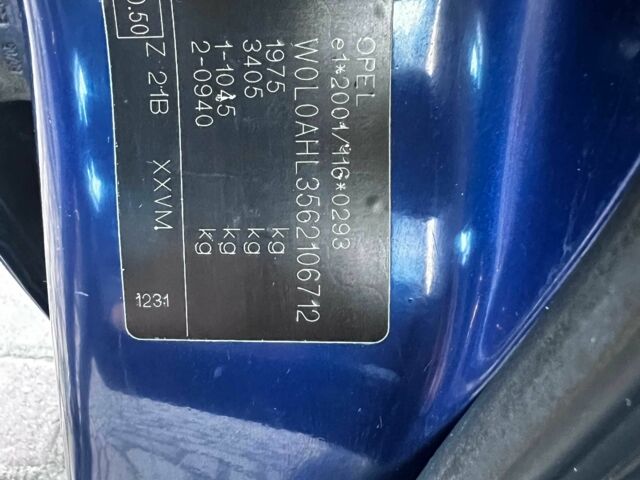 OPEL
e1*2001/116*0293
W0L0AHL3562106712
1975 kg
3405 kg
1-1045 kg
2-0940 kg
0.50 Z 21B XXVM
1231